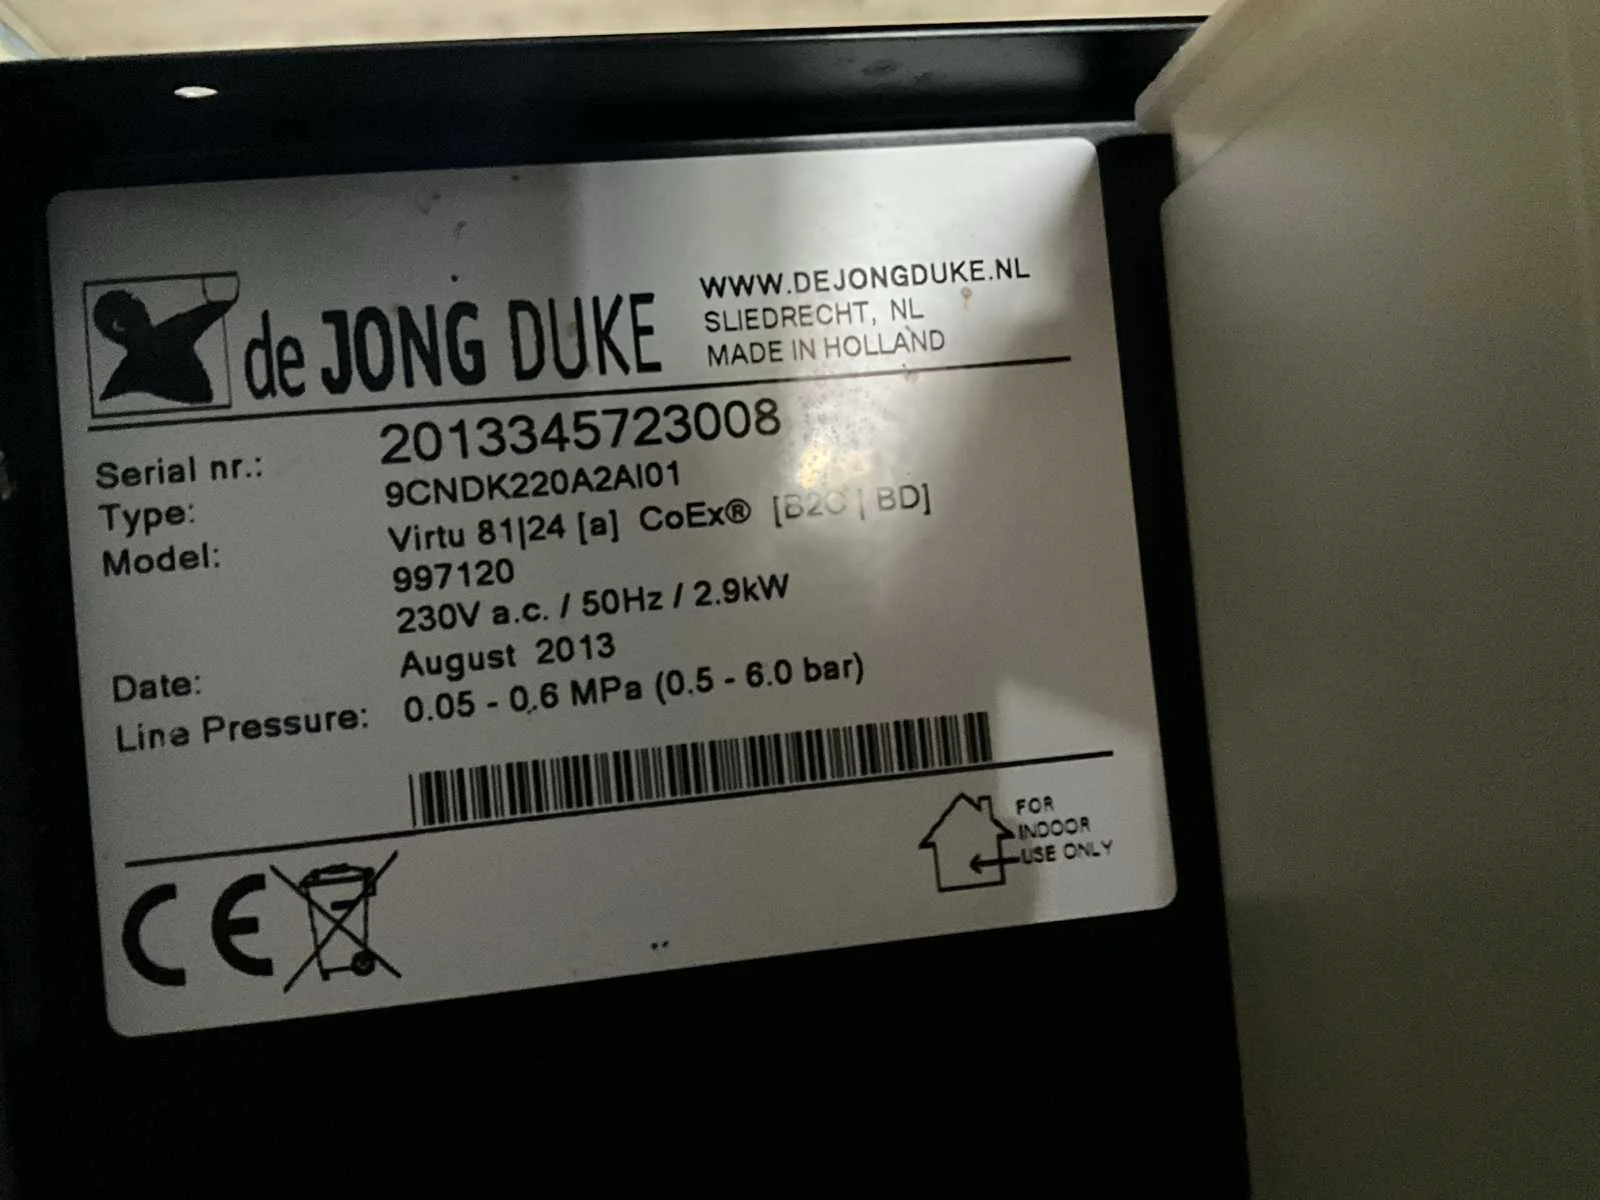 de JONG DUKE
WWW.DEJONGDUKE.NL
SLIEDRECHT, NL
MADE IN HOLLAND
Serial nr.: 2013345723008
Type: 9CNDK220A2AI01
Model: Virtu 81|24 [a] CoEx® [B2C | BD]
997120
230V a.c. / 50Hz / 2.9kW
Date: August 2013
Line Pressure: 0.05 - 0.6 MPa (0.5 - 6.0 bar)
CE
FOR
INDOOR
USE ONLY